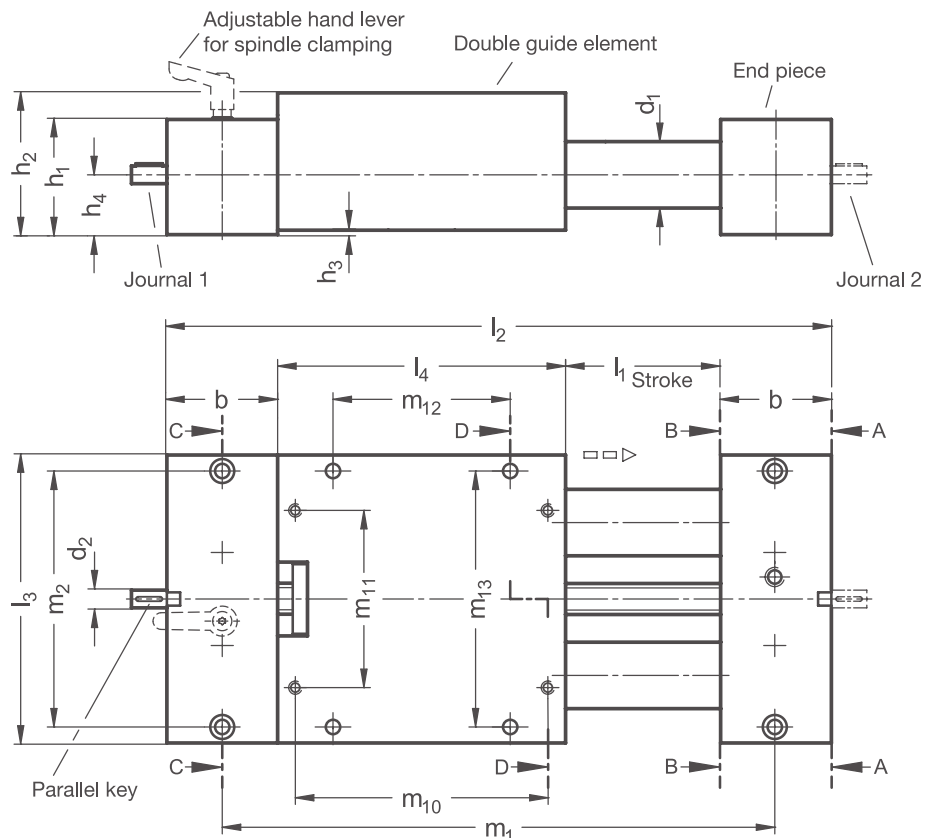 Adjustable hand lever
for spindle clamping
Double guide element
End piece
d1
h2
h1
h4
h3
Journal 1
Journal 2
l2
l4
l1 Stroke
b
m12
b
C
D
B
A
d2
l3
m2
m11
m13
C
D
B
A
Parallel key
m10
m1